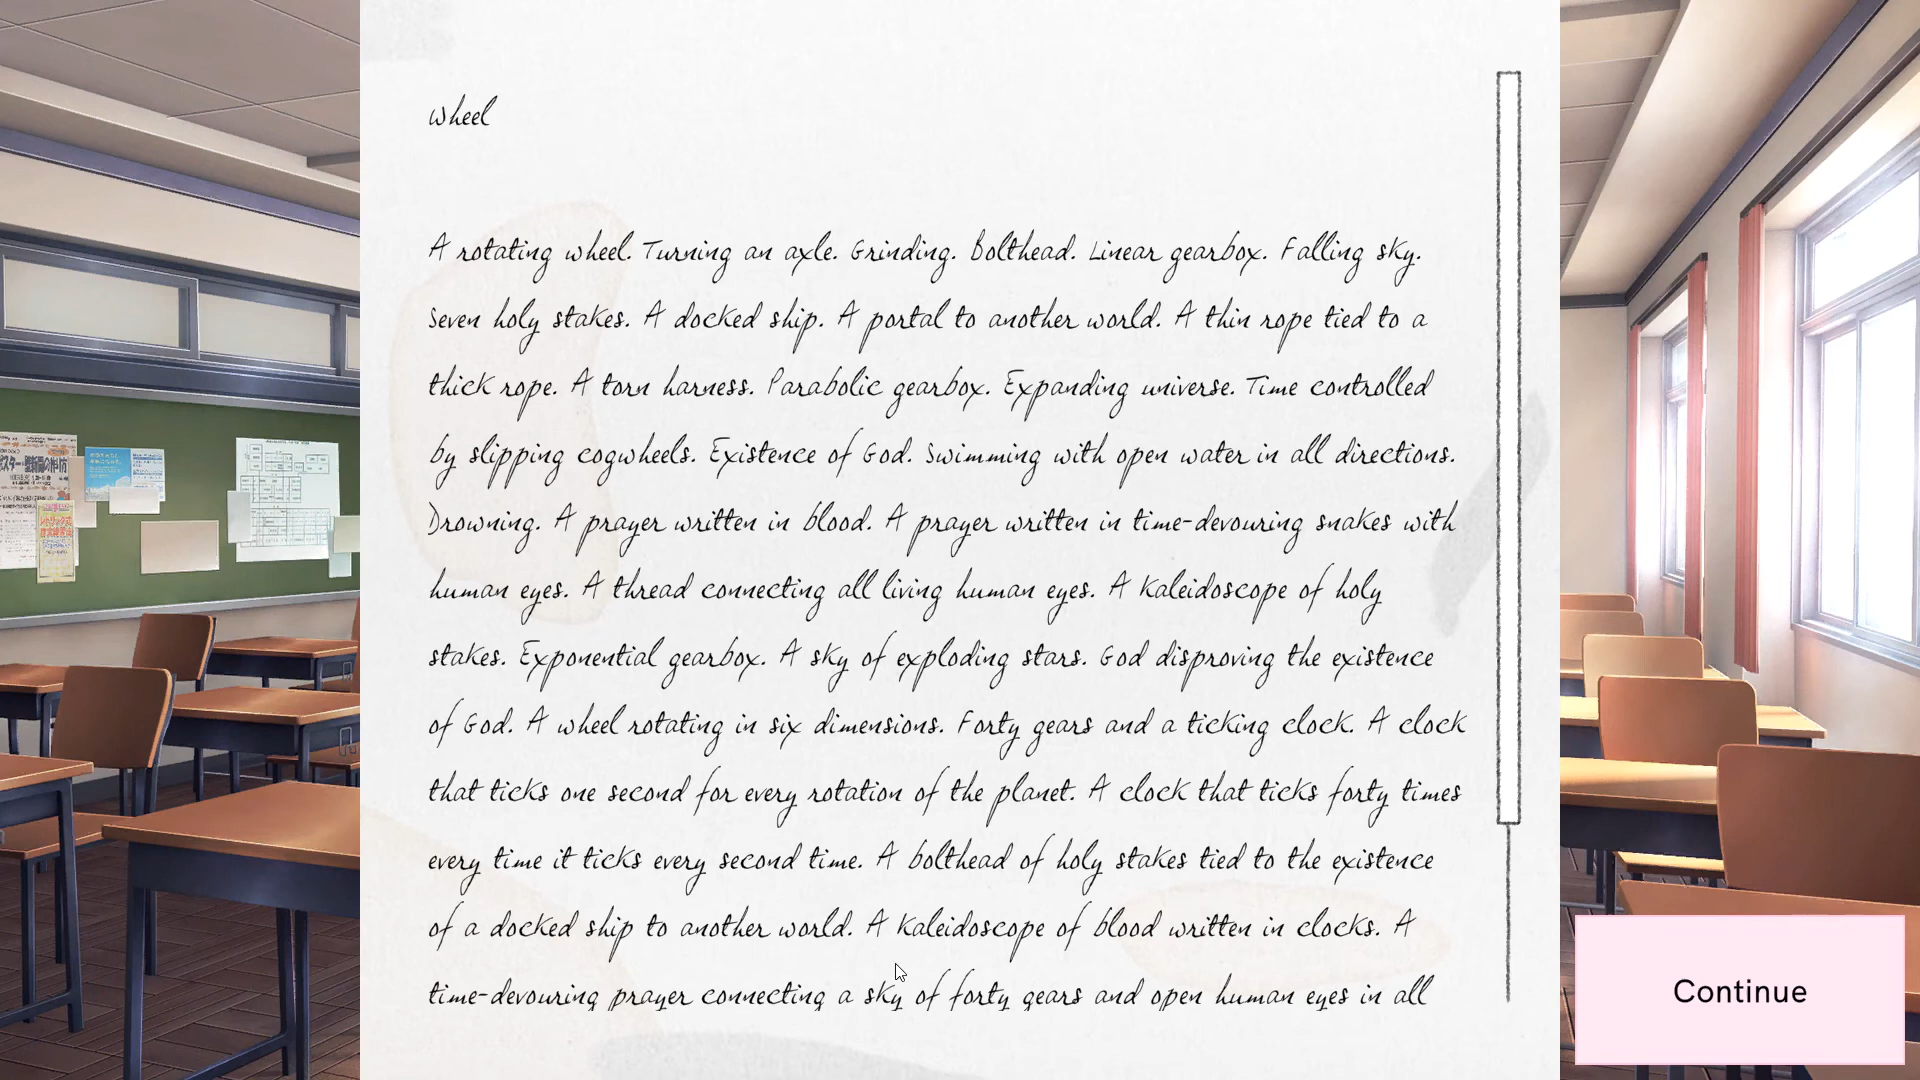 Wheel
A rotating wheel. Turning an axle. Grinding. Bolthead. Linear gearbox. Falling sky.
Seven holy stakes. A docked ship. A portal to another world. A thin rope tied to a
thick rope. A torn harness. Parabolic gearbox. Expanding universe. Time controlled
by slipping cogwheels. Existence of God. Swimming with open water in all directions.
Drowning. A prayer written in blood. A prayer written in time-devouring snakes with
human eyes. A thread connecting all living human eyes. A kaleidoscope of holy
stakes. Exponential gearbox. A sky of exploding stars. God disproving the existence
of God. A wheel rotating in six dimensions. Forty gears and a ticking clock. A clock
that ticks one second for every rotation of the planet. A clock that ticks forty times
every time it ticks every second time. A bolthead of holy stakes tied to the existence
of a docked ship to another world. A kaleidoscope of blood written in clocks. A
time-devouring prayer connecting a sky of forty gears and open human eyes in all
Continue